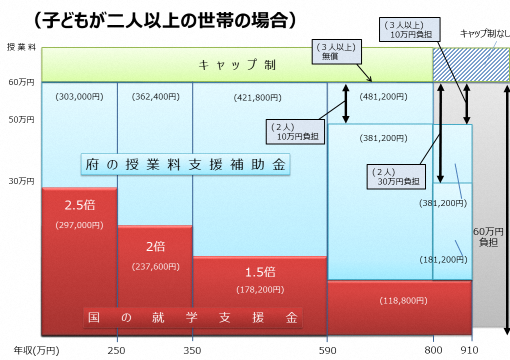 （子どもが二人以上の世帯の場合）
授業料
キャップ制
キャップ制なし
（３人以上）
無償
（３人以上）
10万円負担
60万円
50万円
30万円
(303,000円)
(362,400円)
(421,800円)
(481,200円)
（２人）
10万円負担
(381,200円)
府の授業料支援補助金
（２人）
30万円負担
(381,200円)
2.5倍
(297,000円)
2倍
(237,600円)
1.5倍
(178,200円)
(181,200円)
60万円
負担
(118,800円)
国の就学支援金
年収(万円)
250
350
590
800
910